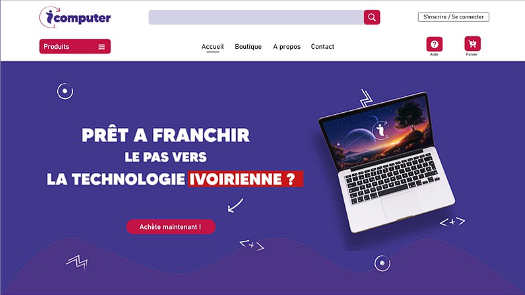 icomputer
S'inscrire / Se connecter
Produits
Accueil
Boutique
A propos
Contact
Aide
Panier
PRÊT A FRANCHIR
LE PAS VERS
LA TECHNOLOGIE IVOIRIENNE ?
Achète maintenant !